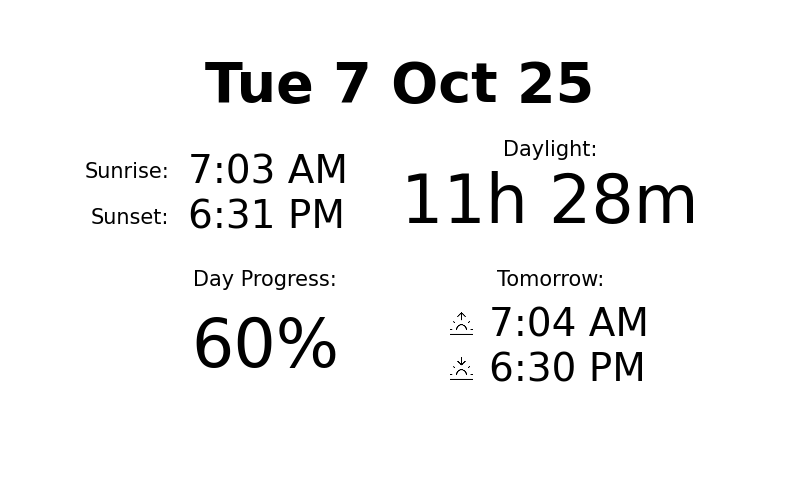 Tue 7 Oct 25
Sunrise: 7:03 AM
Sunset: 6:31 PM
Daylight:
11h 28m
Day Progress:
60%
Tomorrow:
7:04 AM
6:30 PM